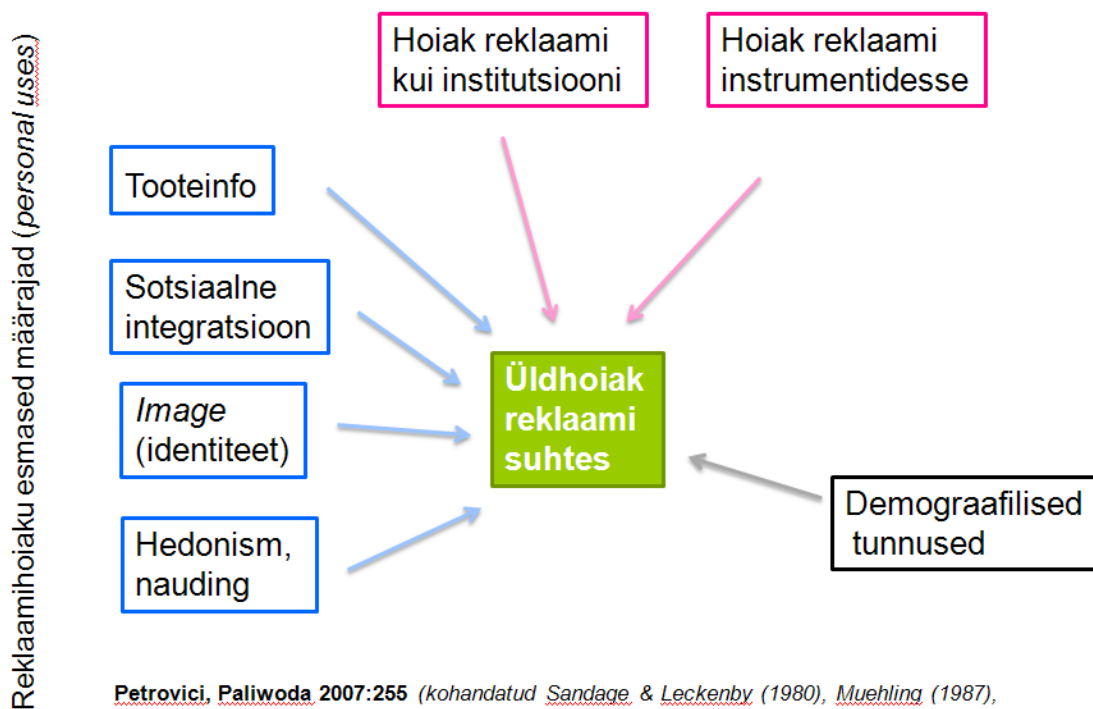 Reklaamihoiaku esmased määrajad (personal uses)
Hoiak reklaami
kui institutsiooni
Hoiak reklaami
instrumentidesse
Tooteinfo
Sotsiaalne
integratsioon
Image
(identiteet)
Hedonism,
nauding
Üldhoiak
reklaami
suhtes
Demograafilised
tunnused
Petrovici, Paliwoda 2007:255 (kohandatud Sandage & Leckenby (1980), Muehling (1987),